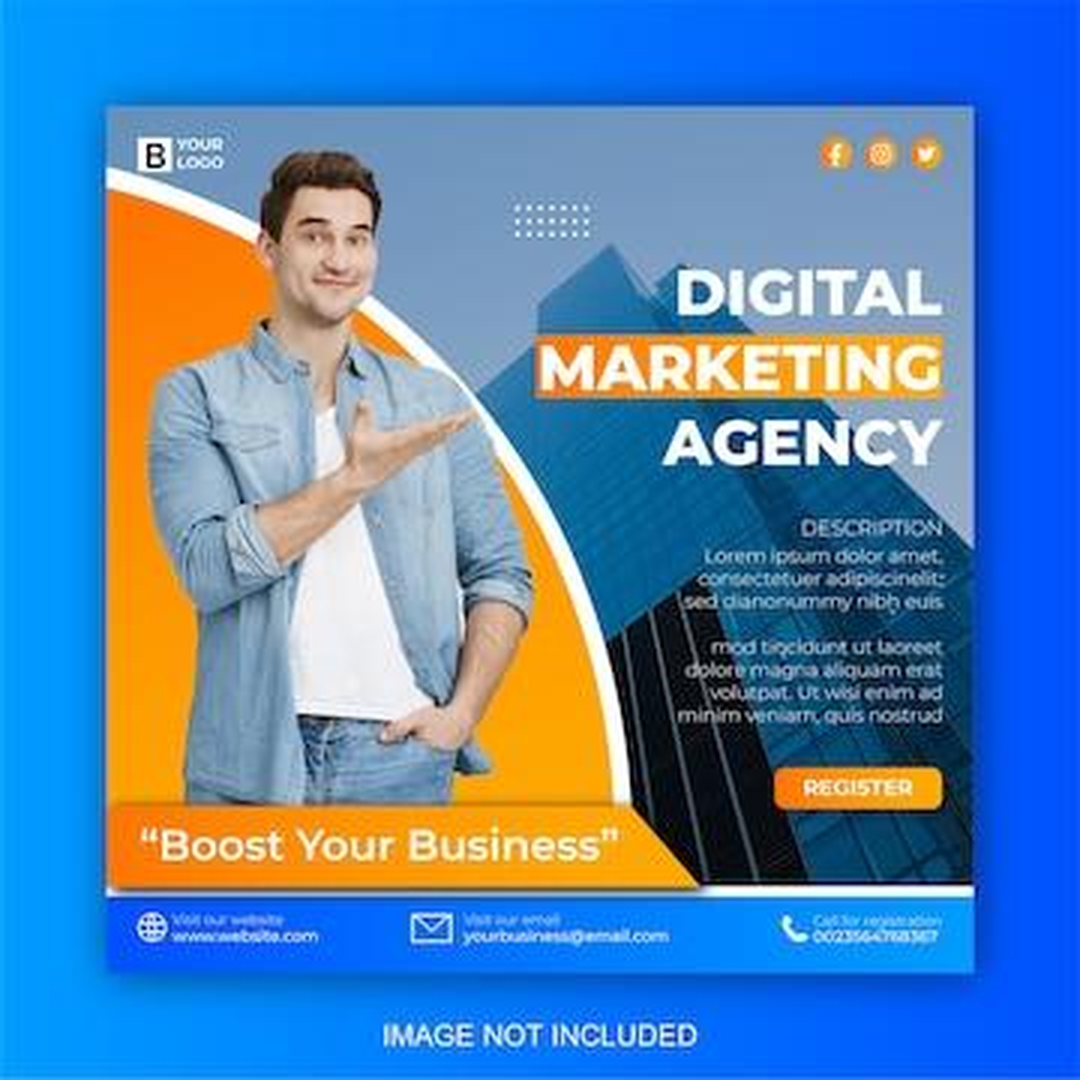 B YOUR
LOGO
DIGITAL
MARKETING
AGENCY
DESCRIPTION
Lorem ipsum dolor amet,
consectetuer adipiscinelit;
sed dianonummy nibh euis
mod tincidunt ut laoreet
dolore magna aliquam erat
volutpat. Ut wisi enim ad
minim veniam, quis nostrud
REGISTER
“Boost Your Business”
Visit our website
www.website.com
Visit our email
yourbusiness@email.com
Call for registration
0023564768367
IMAGE NOT INCLUDED